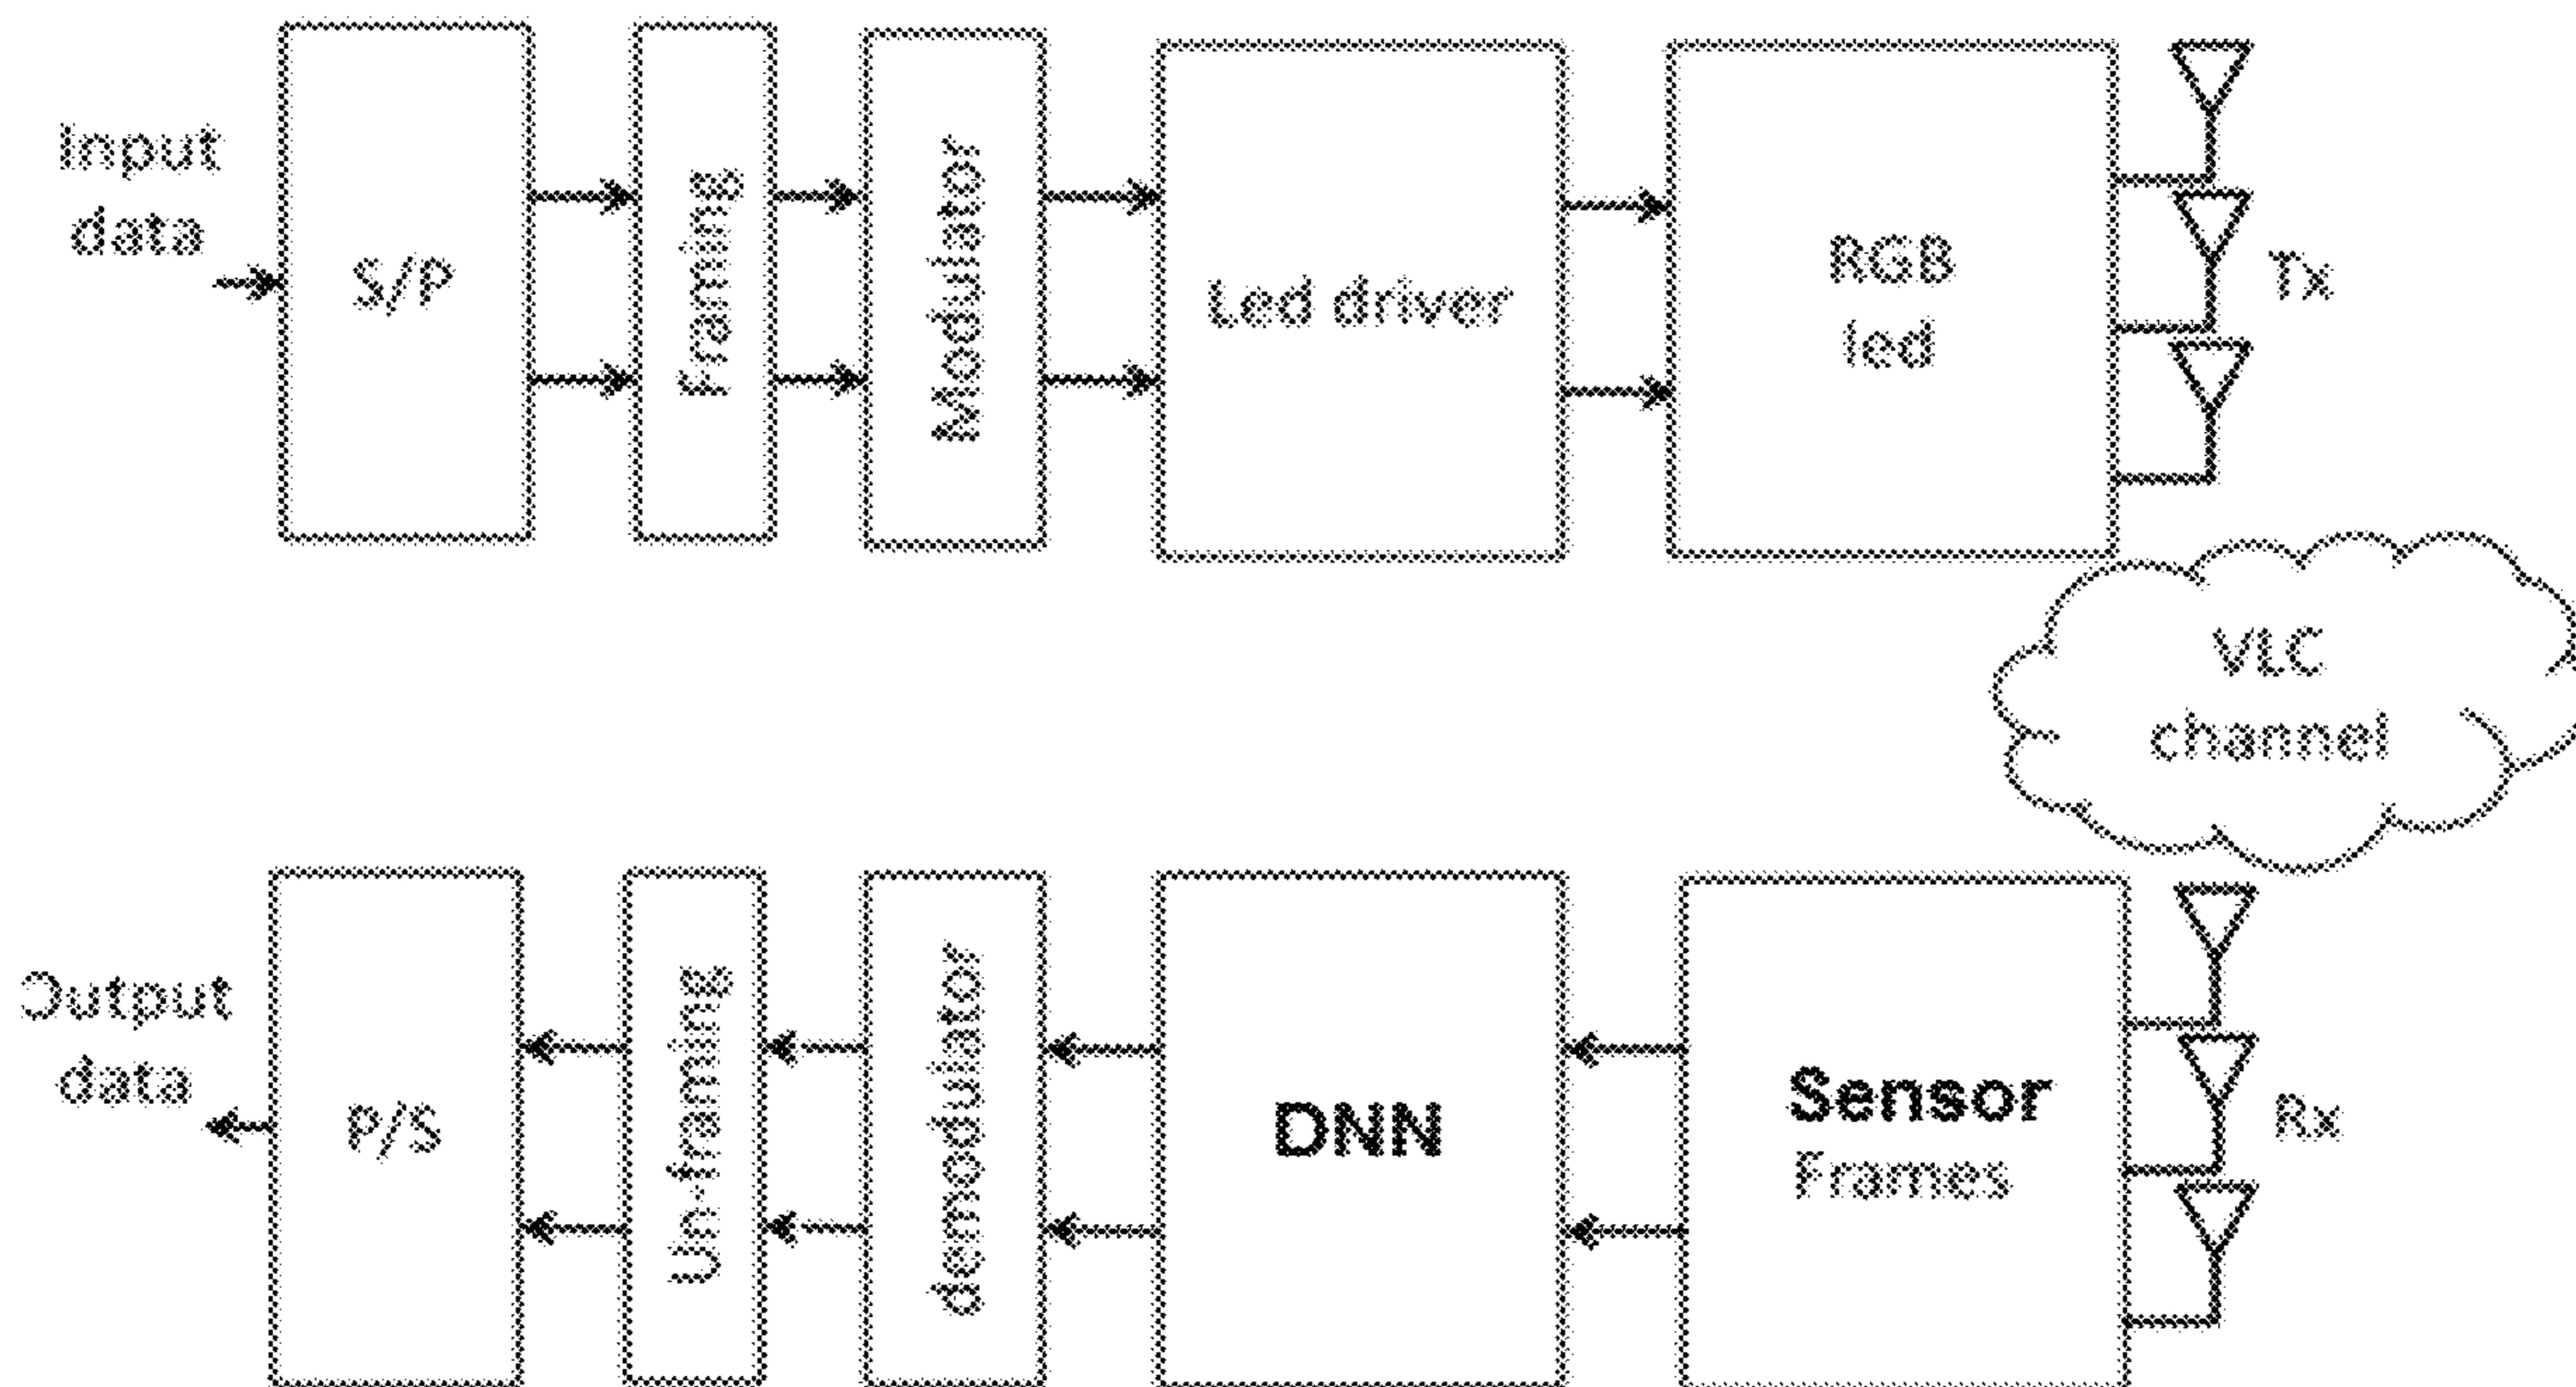 Input
data
S/P
Framing
Modulator
Led driver
RGB
led
Tx
VLC
channel
Output
data
P/S
Un-framing
demodulator
DNN
Sensor
Frames
Rx